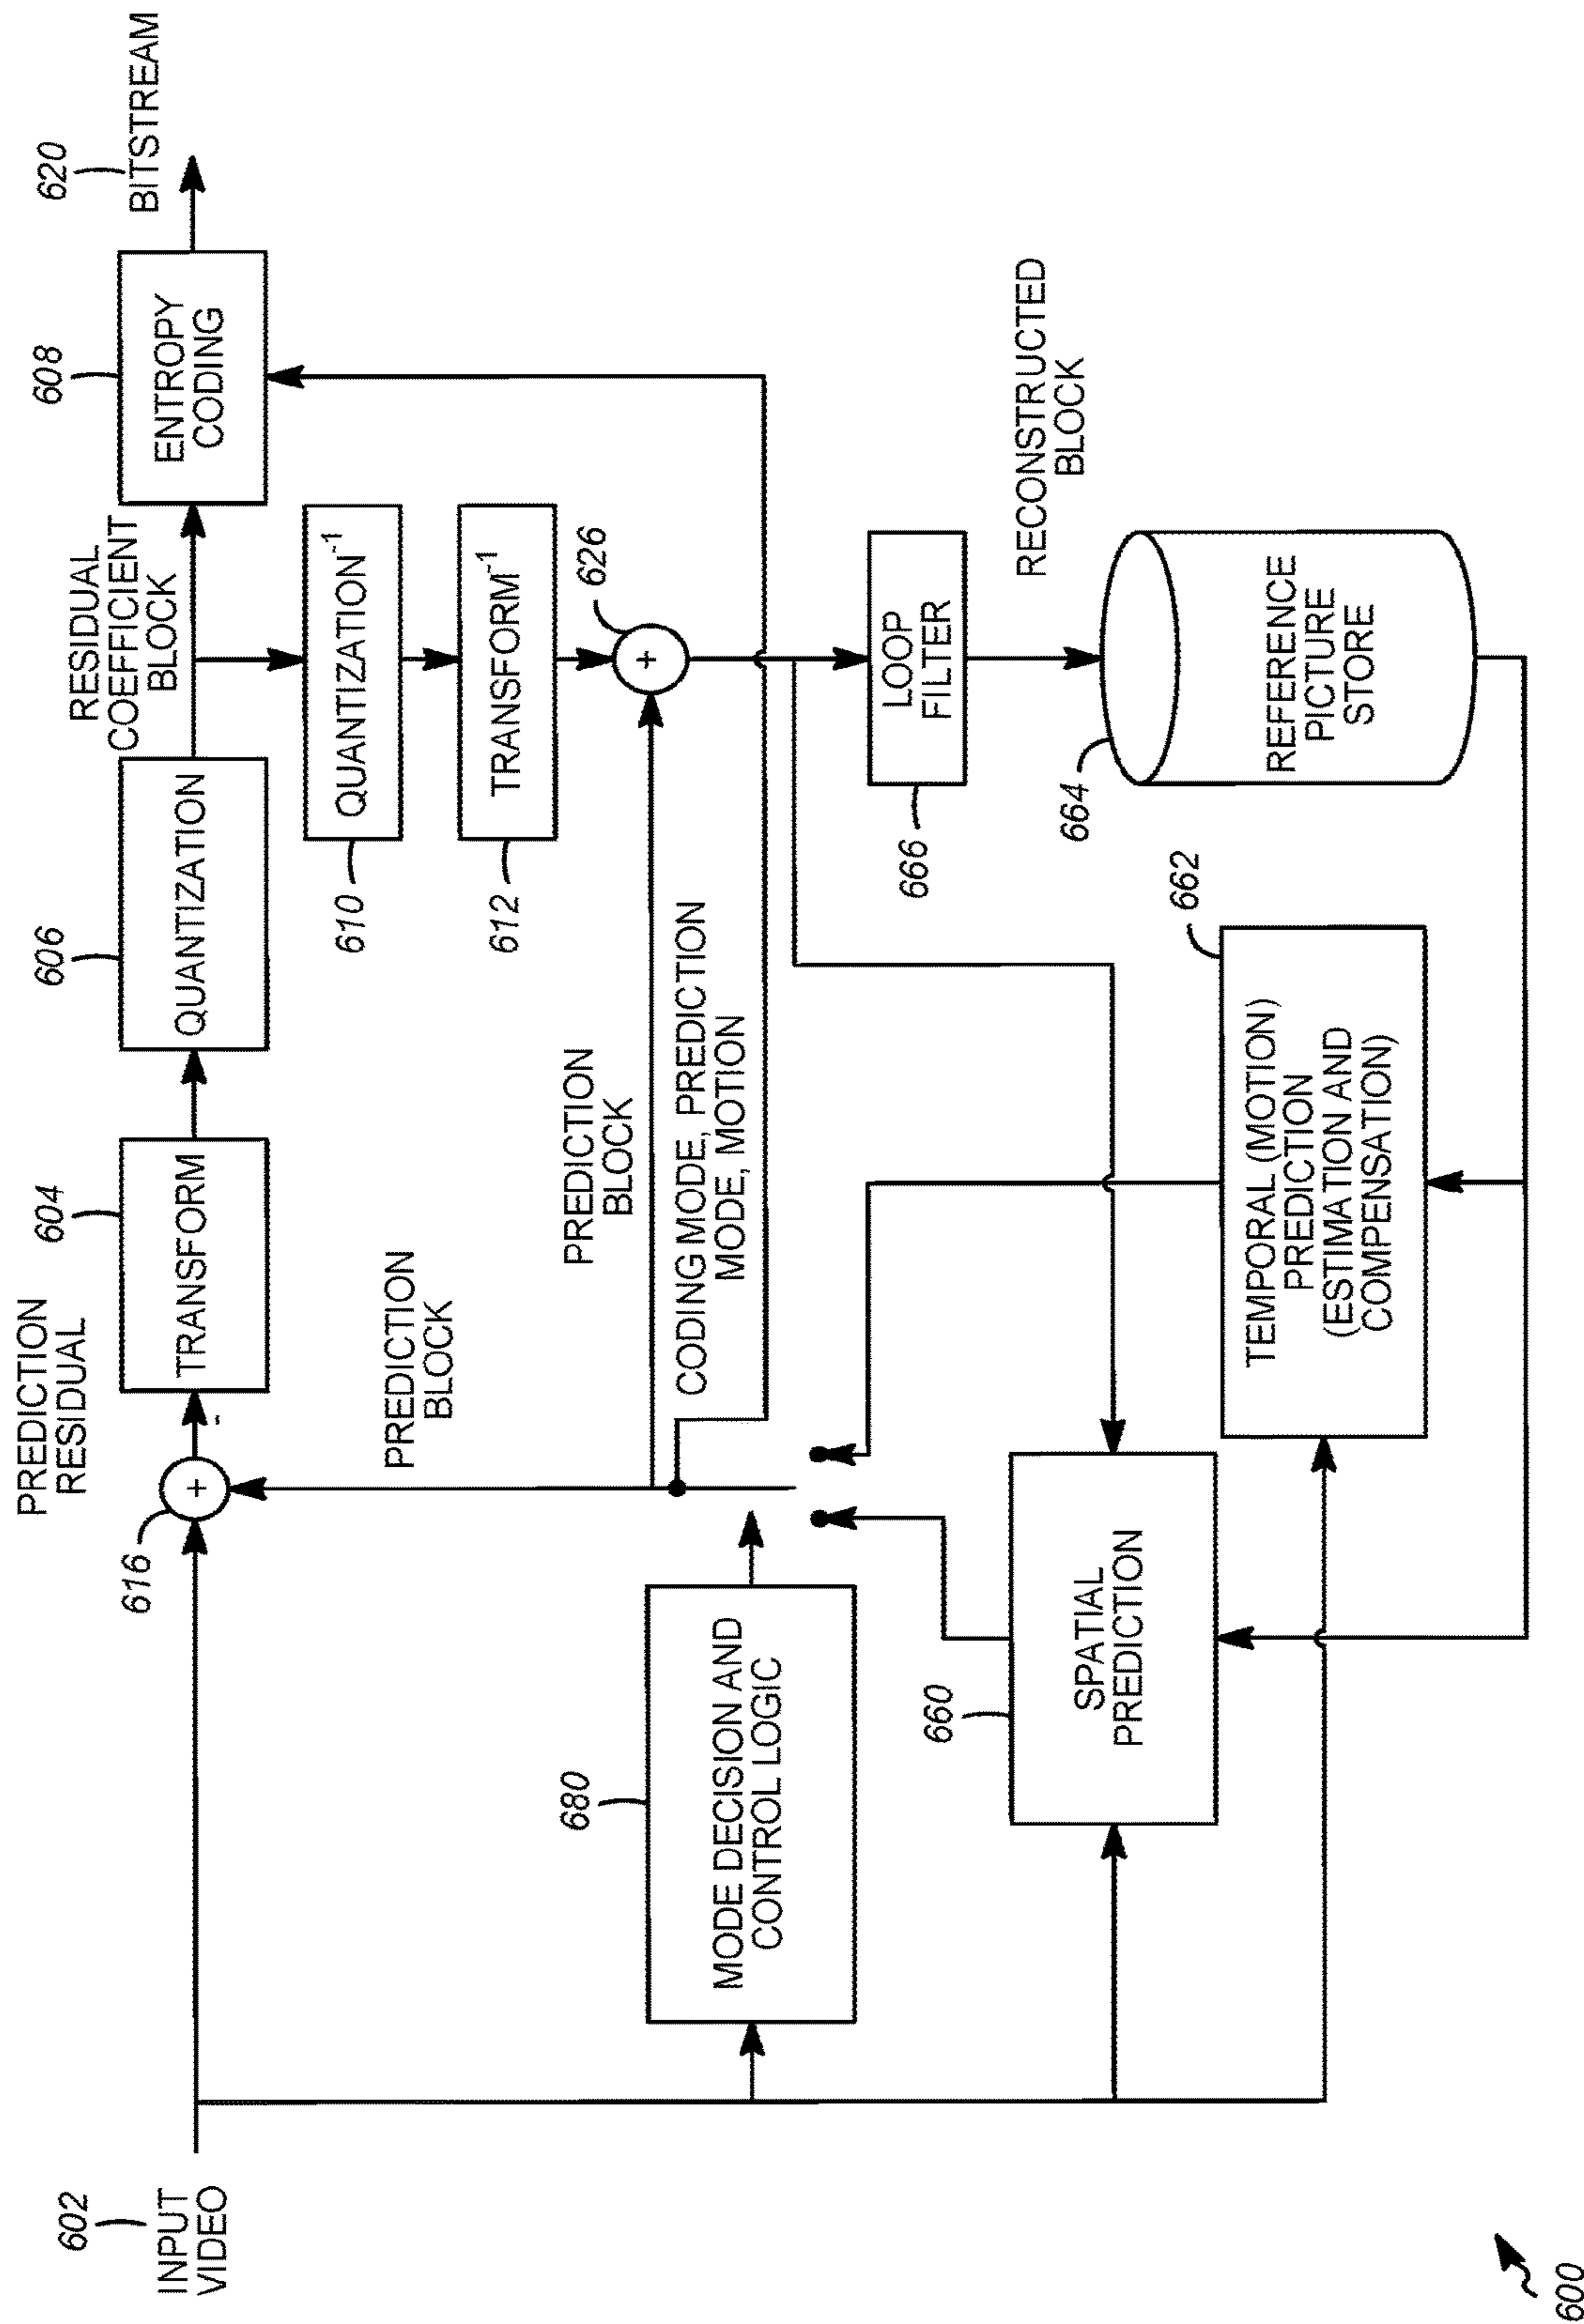 602
INPUT
VIDEO
616
PREDICTION
RESIDUAL
+
-
604
TRANSFORM
606
QUANTIZATION
RESIDUAL
COEFFICIENT
BLOCK
608
ENTROPY
CODING
620
BITSTREAM
PREDICTION
BLOCK
610
QUANTIZATION-1
612
TRANSFORM-1
626
+
PREDICTION
BLOCK
CODING MODE, PREDICTION
MODE, MOTION
680
MODE DECISION AND
CONTROL LOGIC
666
LOOP
FILTER
RECONSTRUCTED
BLOCK
660
SPATIAL
PREDICTION
662
TEMPORAL (MOTION)
PREDICTION
(ESTIMATION AND
COMPENSATION)
664
REFERENCE
PICTURE
STORE
600